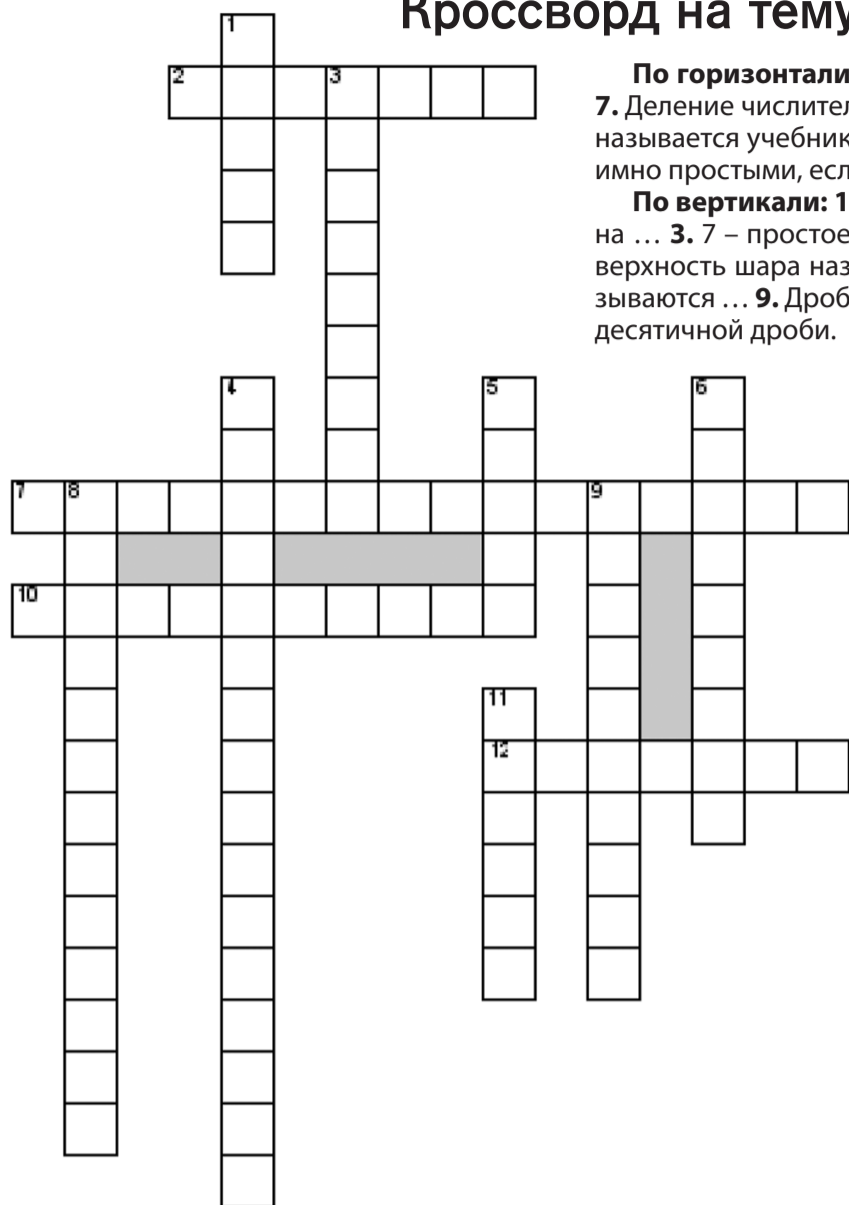 Кроссворд на тему
По горизонтали
7. Деление числител
называется учебник
имно простыми, есл
По вертикали: 1
на … 3. 7 – простое
верхность шара наз
зываются … 9. Дроб
десятичной дроби.
1
2 3
4 5 6
7 8 9
10
11
12